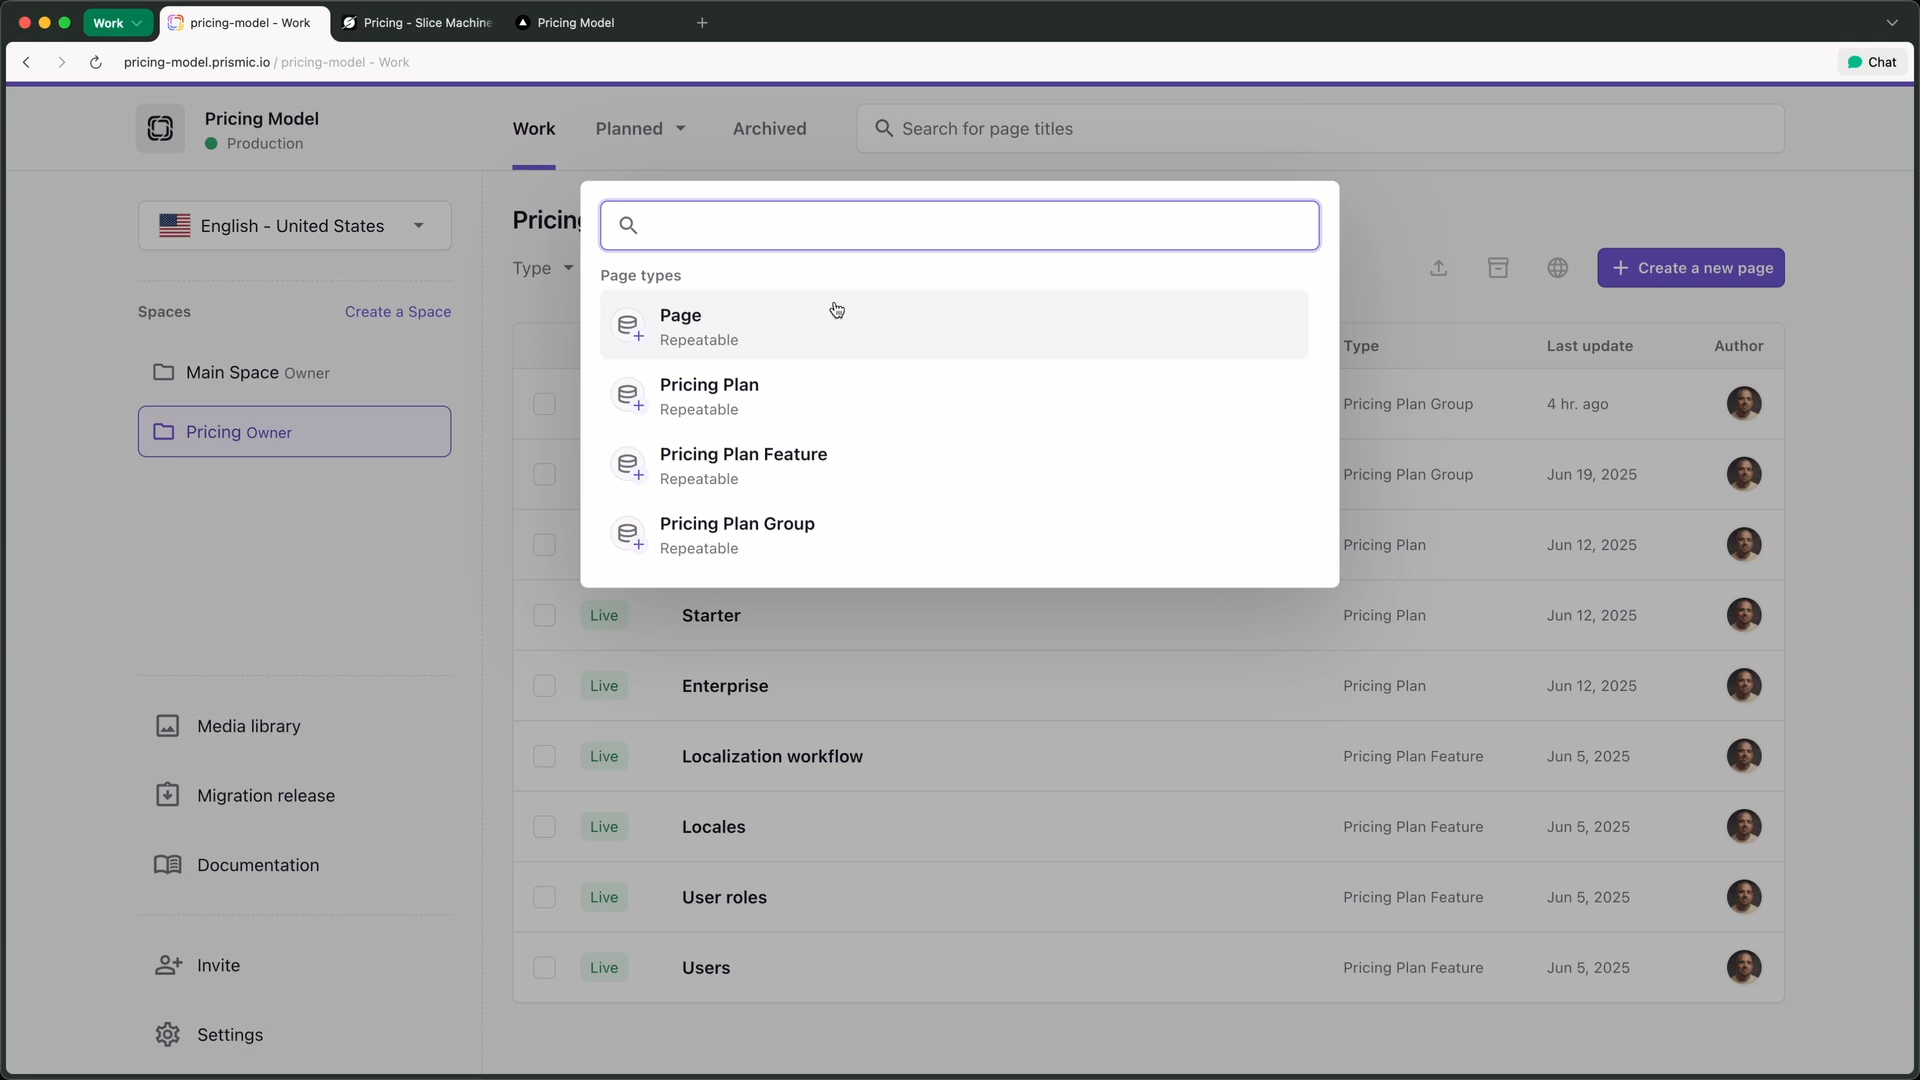 Work
pricing-model - Work
Pricing - Slice Machine
Pricing Model
pricing-model.prismic.io / pricing-model - Work
Chat
Pricing Model
Production
Work
Planned
Archived
Search for page titles
English - United States
Spaces
Create a Space
Main Space Owner
Pricing Owner
Media library
Migration release
Documentation
Invite
Settings
Pricing
Type
Create a new page
Page types
Page
Repeatable
Pricing Plan
Repeatable
Pricing Plan Feature
Repeatable
Pricing Plan Group
Repeatable
Type Last update Author
Pricing Plan Group 4 hr. ago
Pricing Plan Group Jun 19, 2025
Pricing Plan Jun 12, 2025
Live Starter Pricing Plan Jun 12, 2025
Live Enterprise Pricing Plan Jun 12, 2025
Live Localization workflow Pricing Plan Feature Jun 5, 2025
Live Locales Pricing Plan Feature Jun 5, 2025
Live User roles Pricing Plan Feature Jun 5, 2025
Live Users Pricing Plan Feature Jun 5, 2025